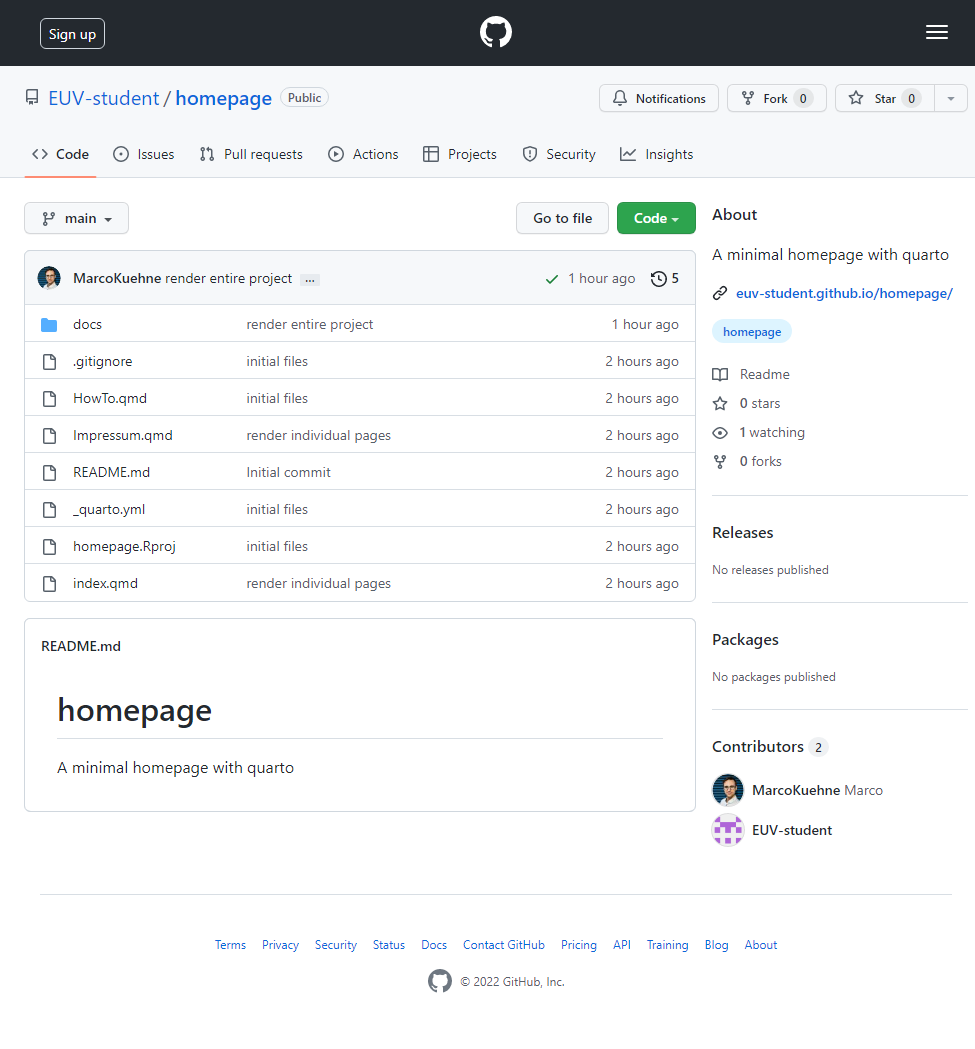 Sign up
EUV-student / homepage Public
Notifications Fork 0 Star 0
Code Issues Pull requests Actions Projects Security Insights
main Go to file Code
MarcoKuehne render entire project ... 1 hour ago 5
docs render entire project 1 hour ago
.gitignore initial files 2 hours ago
HowTo.qmd initial files 2 hours ago
Impressum.qmd render individual pages 2 hours ago
README.md Initial commit 2 hours ago
_quarto.yml initial files 2 hours ago
homepage.Rproj initial files 2 hours ago
index.qmd render individual pages 2 hours ago
README.md
homepage
A minimal homepage with quarto
About
A minimal homepage with quarto
euv-student.github.io/homepage/
homepage
Readme
0 stars
1 watching
0 forks
Releases
No releases published
Packages
No packages published
Contributors 2
MarcoKuehne Marco
EUV-student
Terms Privacy Security Status Docs Contact GitHub Pricing API Training Blog About
© 2022 GitHub, Inc.